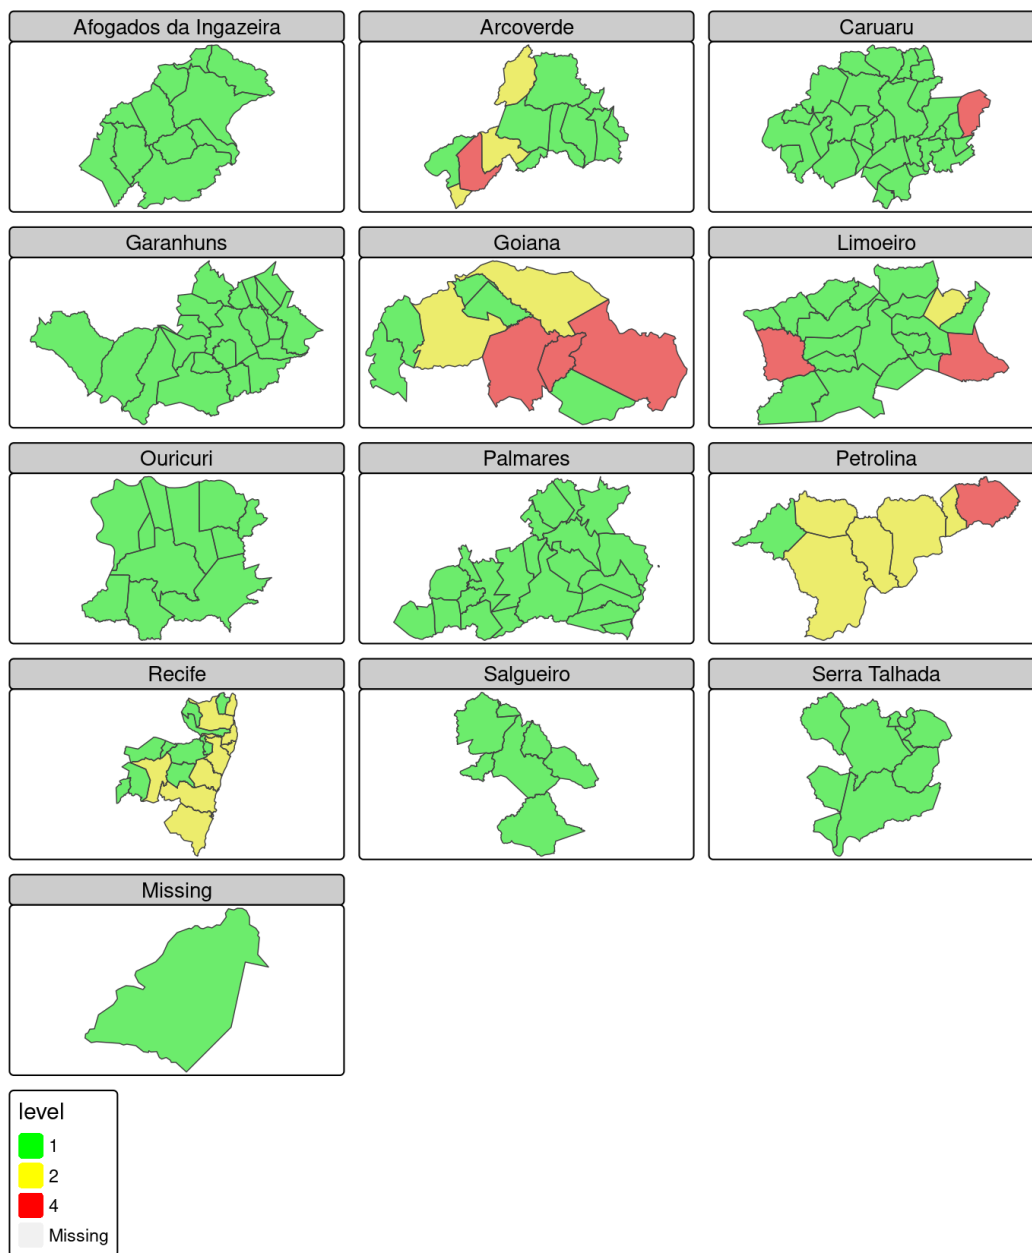 Afogados da Ingazeira
Arcoverde
Caruaru
Garanhuns
Goiana
Limoeiro
Ouricuri
Palmares
Petrolina
Recife
Salgueiro
Serra Talhada
Missing
level
1
2
4
Missing